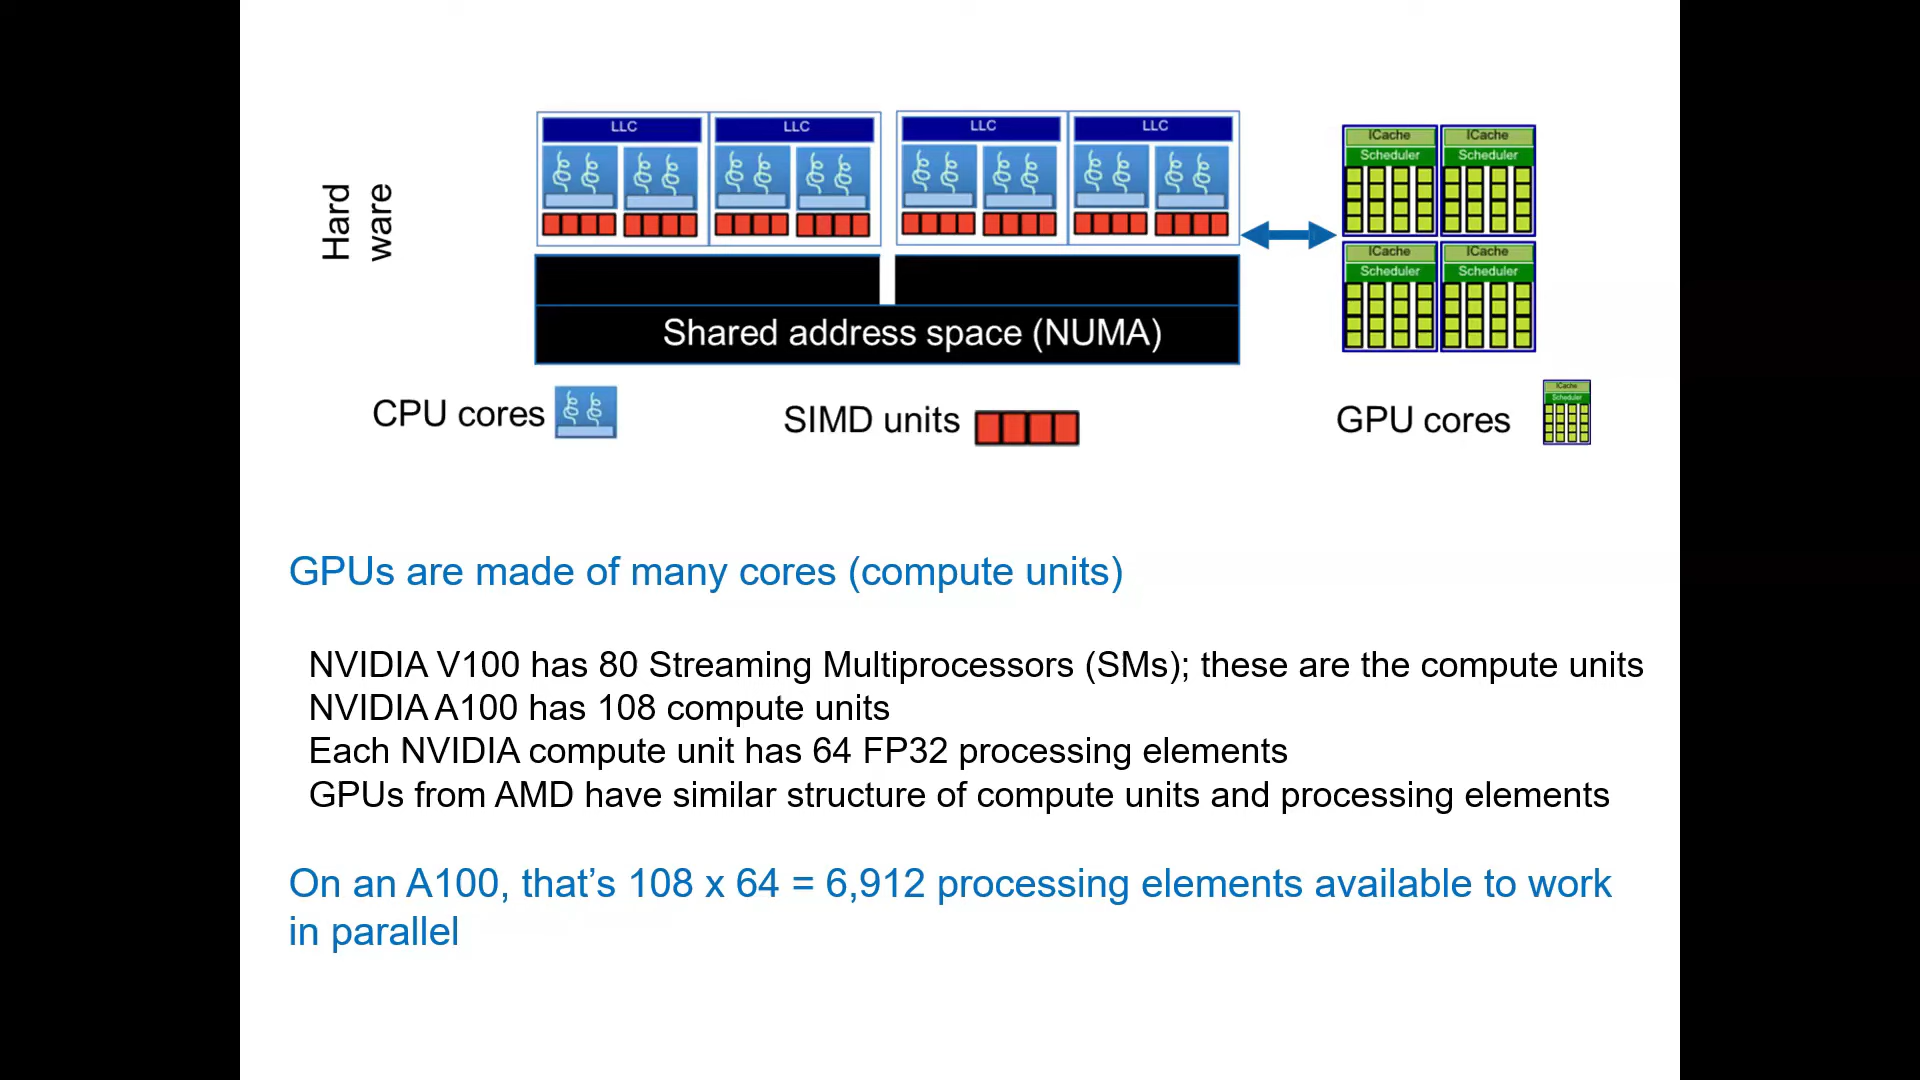 LLC LLC LLC LLC
ICache ICache
Scheduler Scheduler
Hard
ware
ICache ICache
Scheduler Scheduler
Shared address space (NUMA)
CPU cores
SIMD units
GPU cores
ICache
Scheduler
GPUs are made of many cores (compute units)
NVIDIA V100 has 80 Streaming Multiprocessors (SMs); these are the compute units
NVIDIA A100 has 108 compute units
Each NVIDIA compute unit has 64 FP32 processing elements
GPUs from AMD have similar structure of compute units and processing elements
On an A100, that’s 108 x 64 = 6,912 processing elements available to work
in parallel